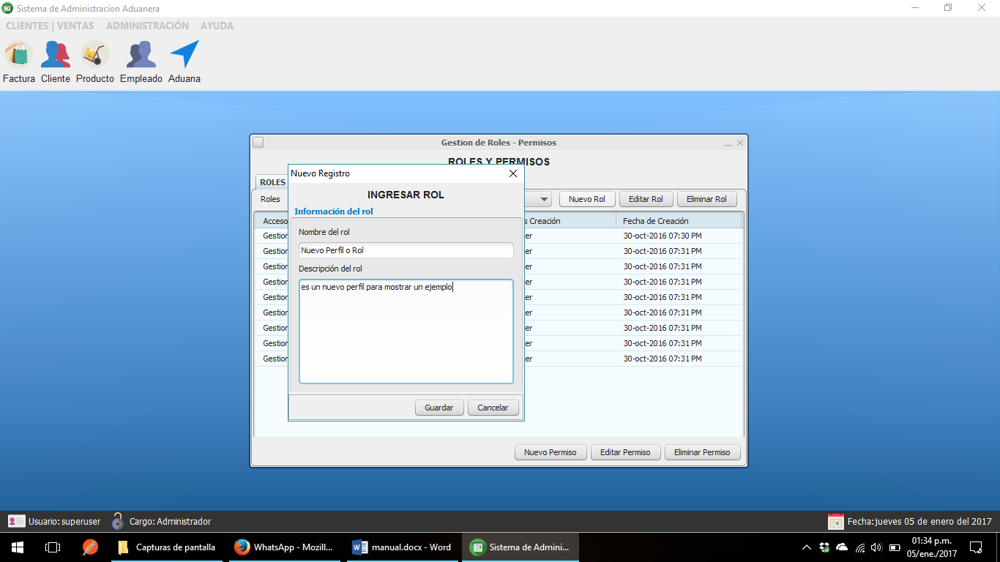 Sistema de Administracion Aduanera
CLIENTES | VENTAS ADMINISTRACIÓN AYUDA
Factura Cliente Producto Empleado Aduana
Gestion de Roles - Permisos
ROLES Y PERMISOS
ROLES
Roles
Nuevo Rol Editar Rol Eliminar Rol
Nuevo Registro
INGRESAR ROL
Información del rol
Nombre del rol
Nuevo Perfil o Rol
Descripción del rol
es un nuevo perfil para mostrar un ejemplo
Guardar Cancelar
Acceso Creación Fecha de Creación
Gestion er 30-oct-2016 07:30 PM
Gestion er 30-oct-2016 07:31 PM
Gestion er 30-oct-2016 07:31 PM
Gestion er 30-oct-2016 07:31 PM
Gestion er 30-oct-2016 07:31 PM
Gestion er 30-oct-2016 07:31 PM
Gestion er 30-oct-2016 07:31 PM
Gestion er 30-oct-2016 07:31 PM
Gestion er 30-oct-2016 07:31 PM
Nuevo Permiso Editar Permiso Eliminar Permiso
Usuario: superuser Cargo: Administrador Fecha: jueves 05 de enero del 2017
Capturas de pantalla WhatsApp - Mozill... manual.docx - Word Sistema de Admini...
01:34 p.m.
05/ene./2017